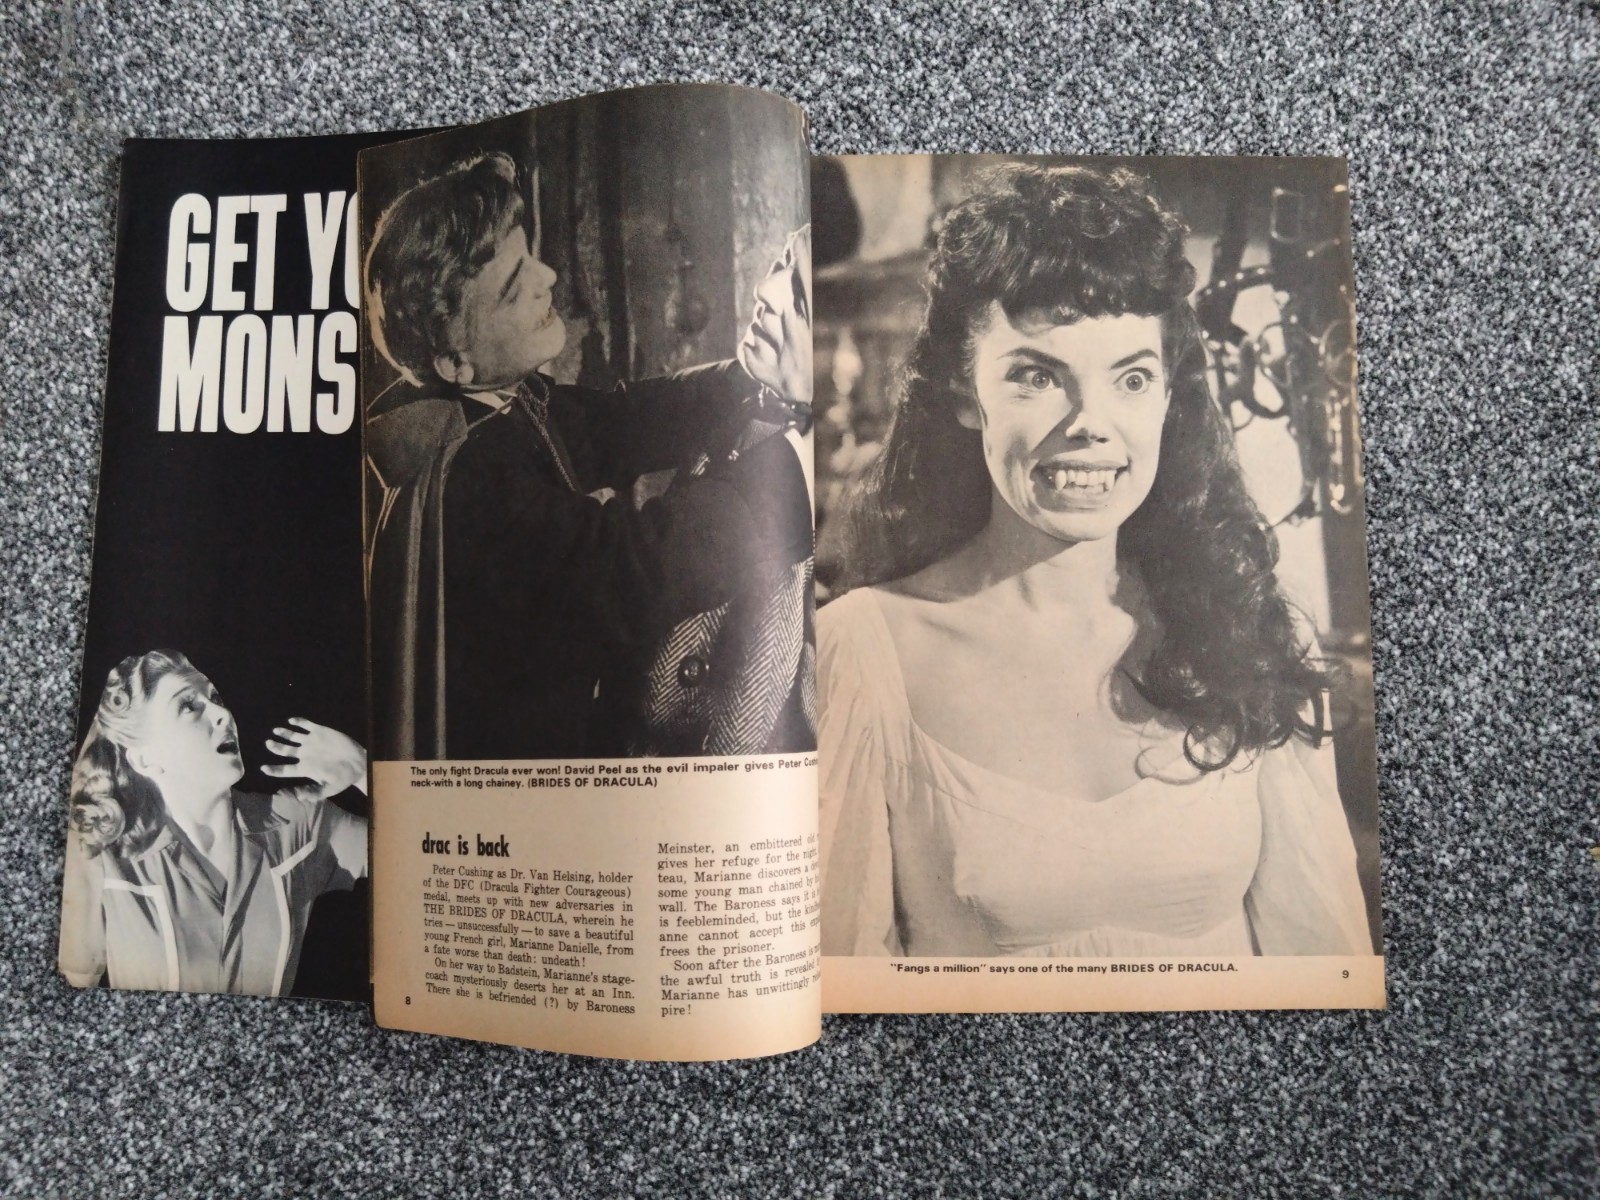 GET
MONS
The only fight Dracula ever won! David Peel as the evil impaler gives Peter
neck-with a long chainey. (BRIDES OF DRACULA)
drac is back
Peter Cushing as Dr. Van Helsing, holder
of the DFC (Dracula Fighter Courageous)
medal, meets up with new adversaries in
THE BRIDES OF DRACULA, wherein he
tries — unsuccessfully — to save a beautiful
young French girl, Marianne Danielle, from
a fate worse than death: undeath!
On her way to Badstein, Marianne's stage-
coach mysteriously deserts her at an Inn.
There she is befriended (?) by Baroness
8
Meinster, an embittered
gives her refuge for the night.
teau, Marianne discovers a
some young man chained by
wall. The Baroness says it is
is feebleminded, but the
anne cannot accept this
frees the prisoner.
Soon after the Baroness is
the awful truth is revealed
Marianne has unwittingly
pire!
"Fangs a million" says one of the many BRIDES OF DRACULA.
9